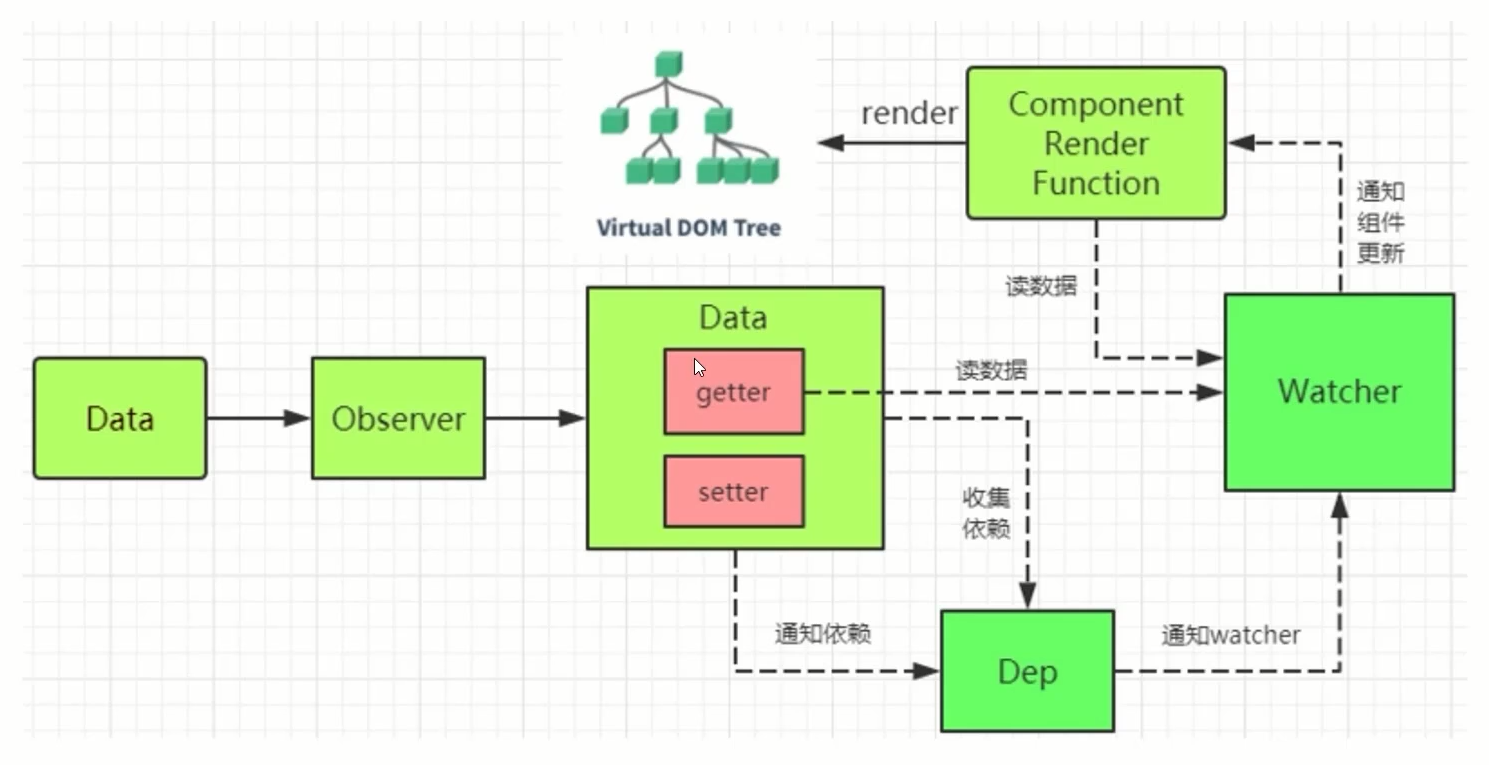 render
Component
Render
Function
Virtual DOM Tree
通知
组件
更新
读数据
Data
getter
setter
Data
Observer
读数据
Watcher
收集
依赖
通知依赖
Dep
通知watcher